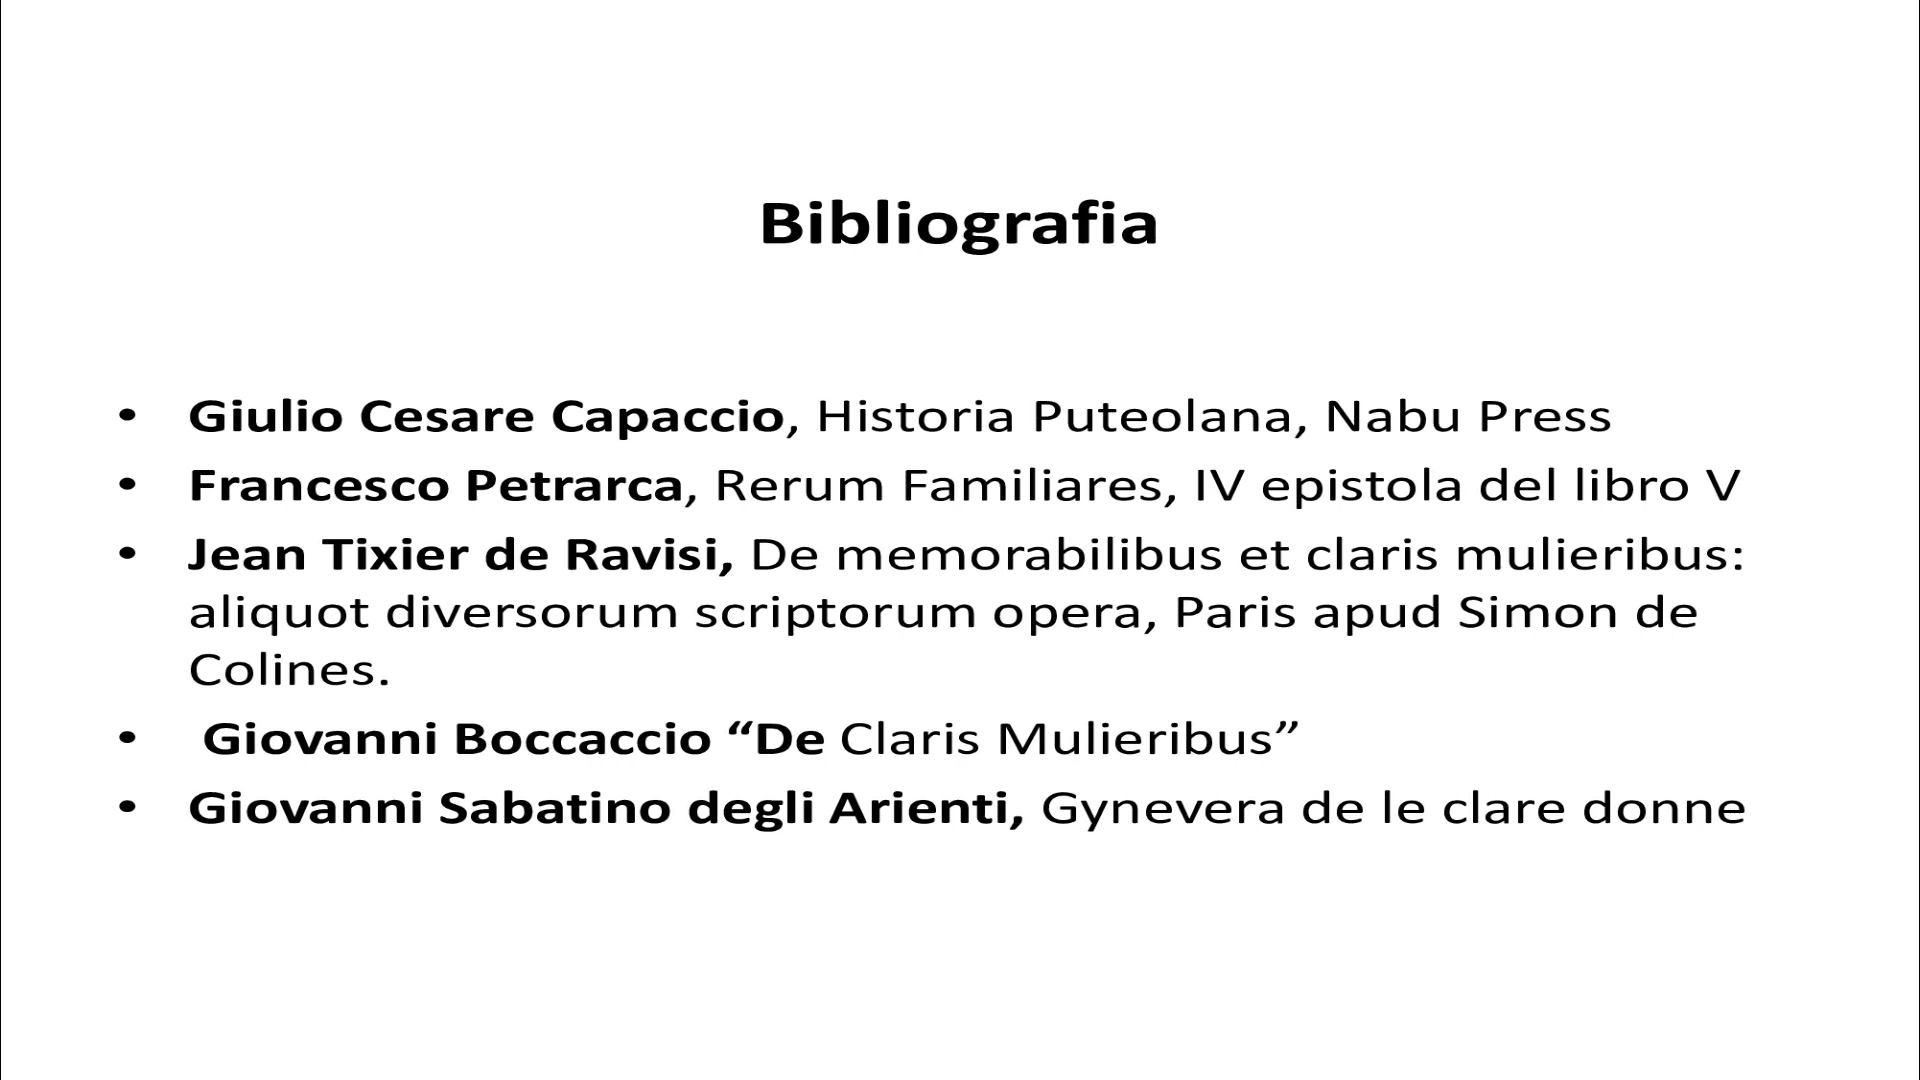 Bibliografia
• Giulio Cesare Capaccio, Historia Puteolana, Nabu Press
• Francesco Petrarca, Rerum Familiares, IV epistola del libro V
• Jean Tixier de Ravisi, De memorabilibus et claris mulieribus:
aliquot diversorum scriptorum opera, Paris apud Simon de
Colines.
• Giovanni Boccaccio “De Claris Mulieribus”
• Giovanni Sabatino degli Arienti, Gynevera de le clare donne